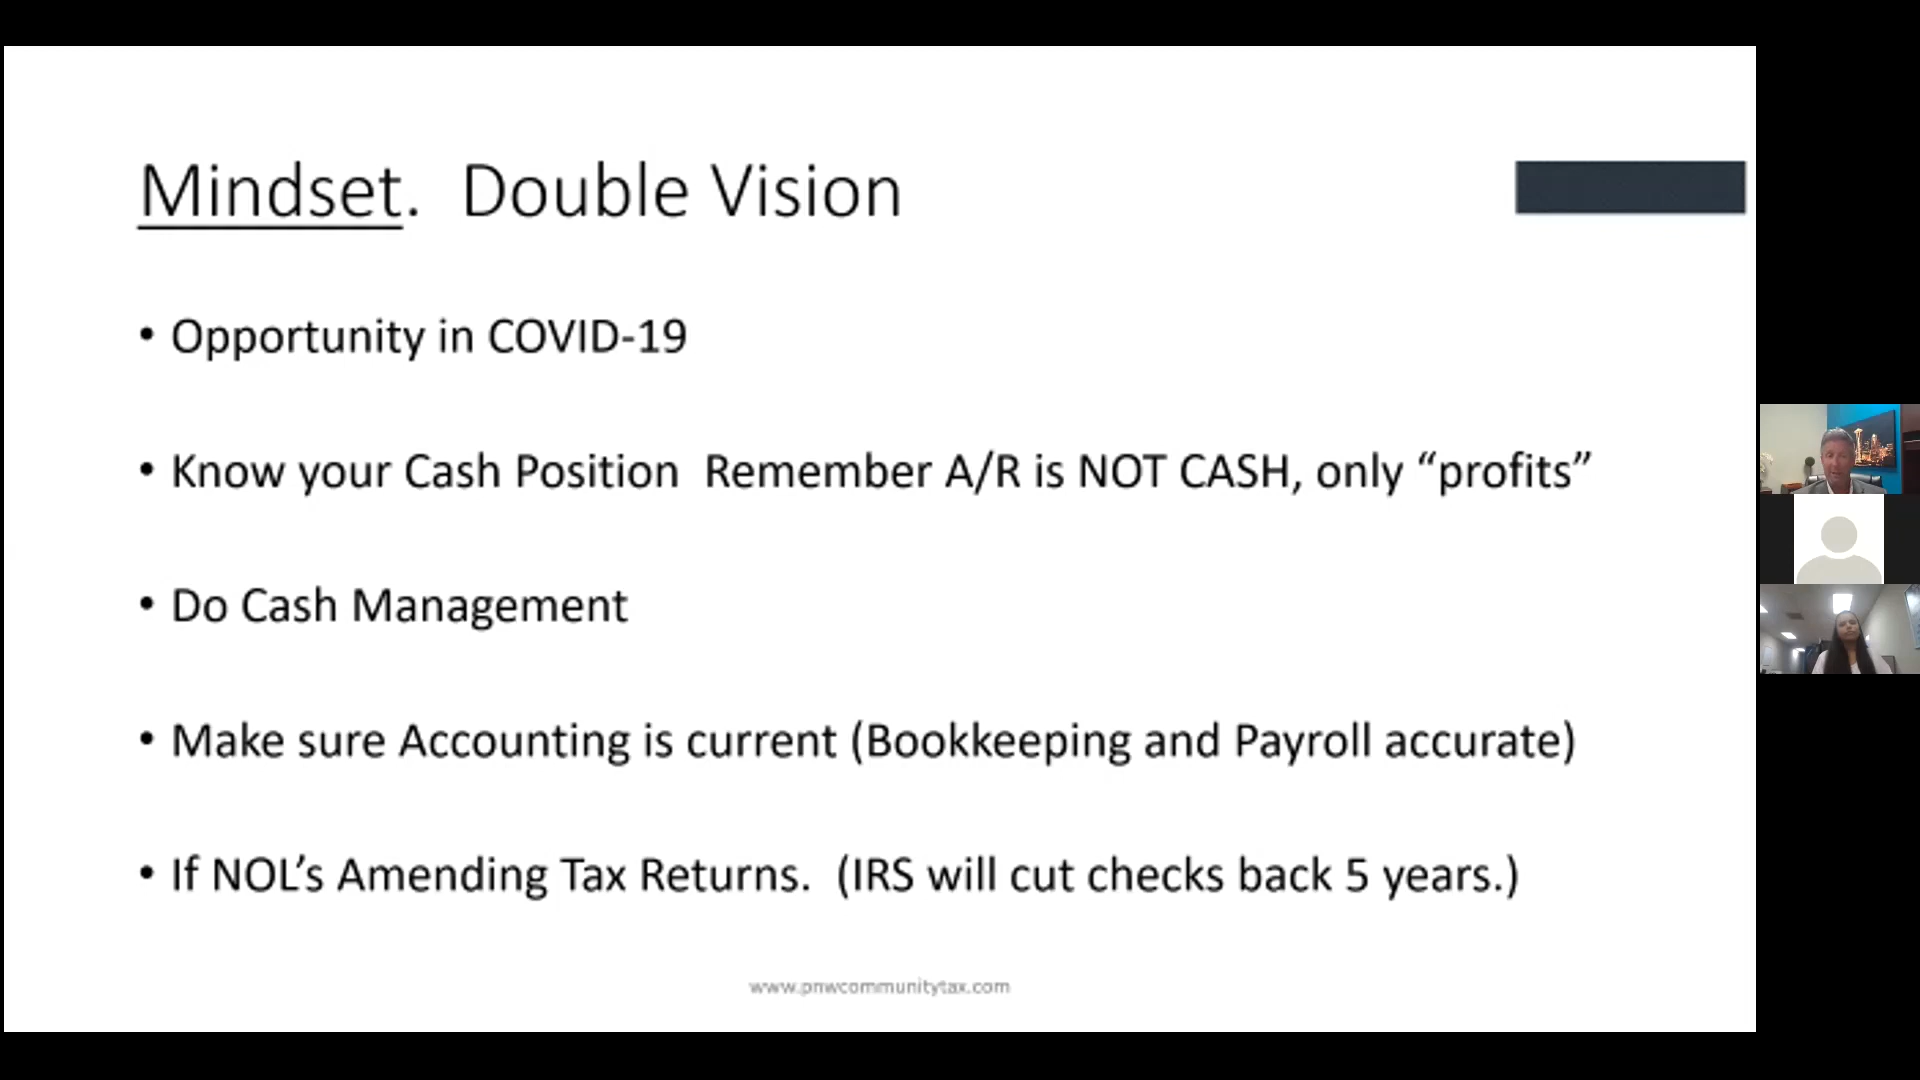 Mindset. Double Vision
• Opportunity in COVID-19
• Know your Cash Position  Remember A/R is NOT CASH, only “profits”
• Do Cash Management
• Make sure Accounting is current (Bookkeeping and Payroll accurate)
• If NOL’s Amending Tax Returns.  (IRS will cut checks back 5 years.)
www.pnwcommunitytax.com